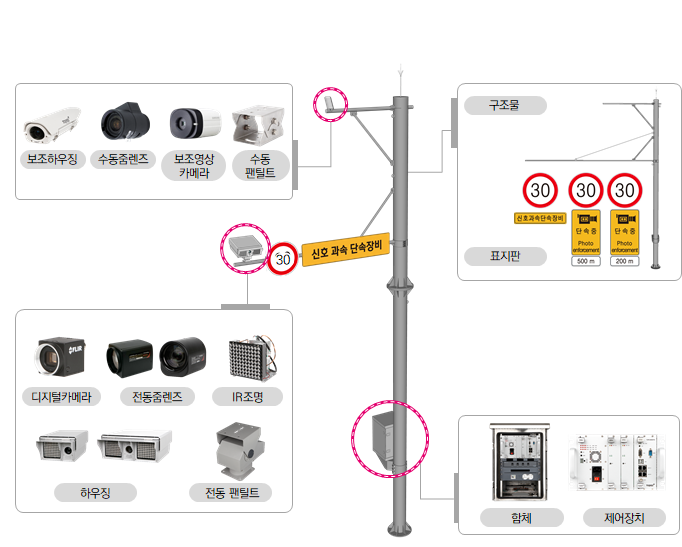 보조하우징
수동줌렌즈
보조영상
카메라
수동
팬틸트
구조물
30
30
30
신호과속단속장비
단속중
Photo
enforcement
500 m
단속중
Photo
enforcement
200 m
표지판
30
신호 과속 단속장비
FLIR
디지털카메라
전동줌렌즈
IR조명
하우징
전동 팬틸트
함체
제어장치